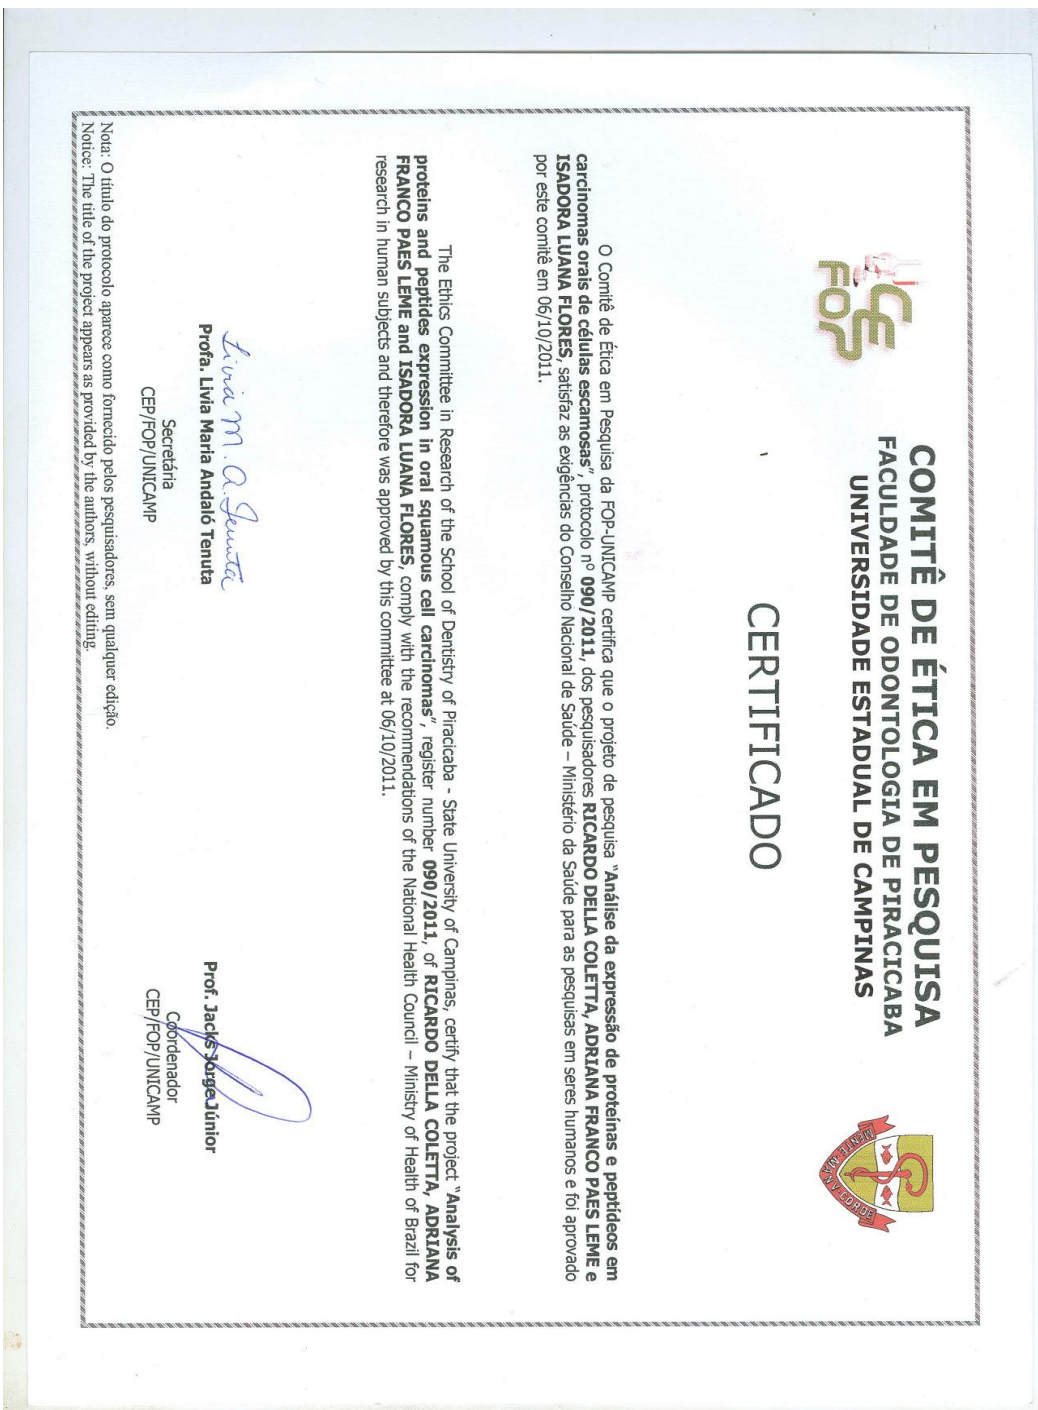 CE
FOP
COMITÊ DE ÉTICA EM PESQUISA
FACULDADE DE ODONTOLOGIA DE PIRACICABA
UNIVERSIDADE ESTADUAL DE CAMPINAS
MENTE MANV CORDE
CERTIFICADO
O Comitê de Ética em Pesquisa da FOP-UNICAMP certifica que o projeto de pesquisa "Análise da expressão de proteínas e peptídeos em
carcinomas orais de células escamosas", protocolo nº 090/2011, dos pesquisadores RICARDO DELLA COLETTA, ADRIANA FRANCO PAES LEME e
ISADORA LUANA FLORES, satisfaz as exigências do Conselho Nacional de Saúde – Ministério da Saúde para as pesquisas em seres humanos e foi aprovado
por este comitê em 06/10/2011.
The Ethics Committee in Research of the School of Dentistry of Piracicaba - State University of Campinas, certify that the project "Analysis of
proteins and peptides expression in oral squamous cell carcinomas", register number 090/2011, of RICARDO DELLA COLETTA, ADRIANA
FRANCO PAES LEME and ISADORA LUANA FLORES, comply with the recommendations of the National Health Council – Ministry of Health of Brazil for
research in human subjects and therefore was approved by this committee at 06/10/2011.
Livia M. A. Tenuta
Profa. Livia Maria Andaló Tenuta
Secretária
CEP/FOP/UNICAMP
Prof. Jacks Jorge Júnior
Coordenador
CEP/FOP/UNICAMP
Nota: O título do protocolo aparece como fornecido pelos pesquisadores, sem qualquer edição.
Notice: The title of the project appears as provided by the authors, without editing.